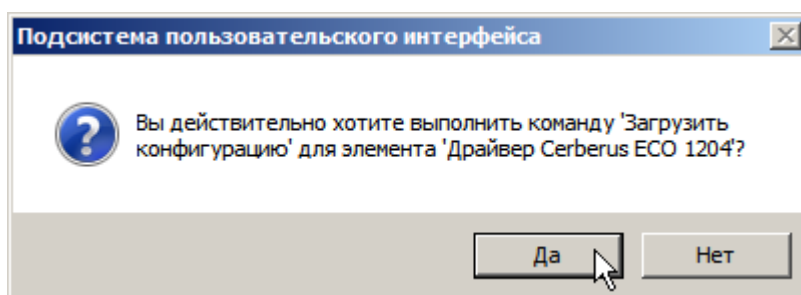 Подсистема пользовательского интерфейса
Вы действительно хотите выполнить команду 'Загрузить
конфигурацию' для элемента 'Драйвер Cerberus ECO 1204'?
Да
Нет